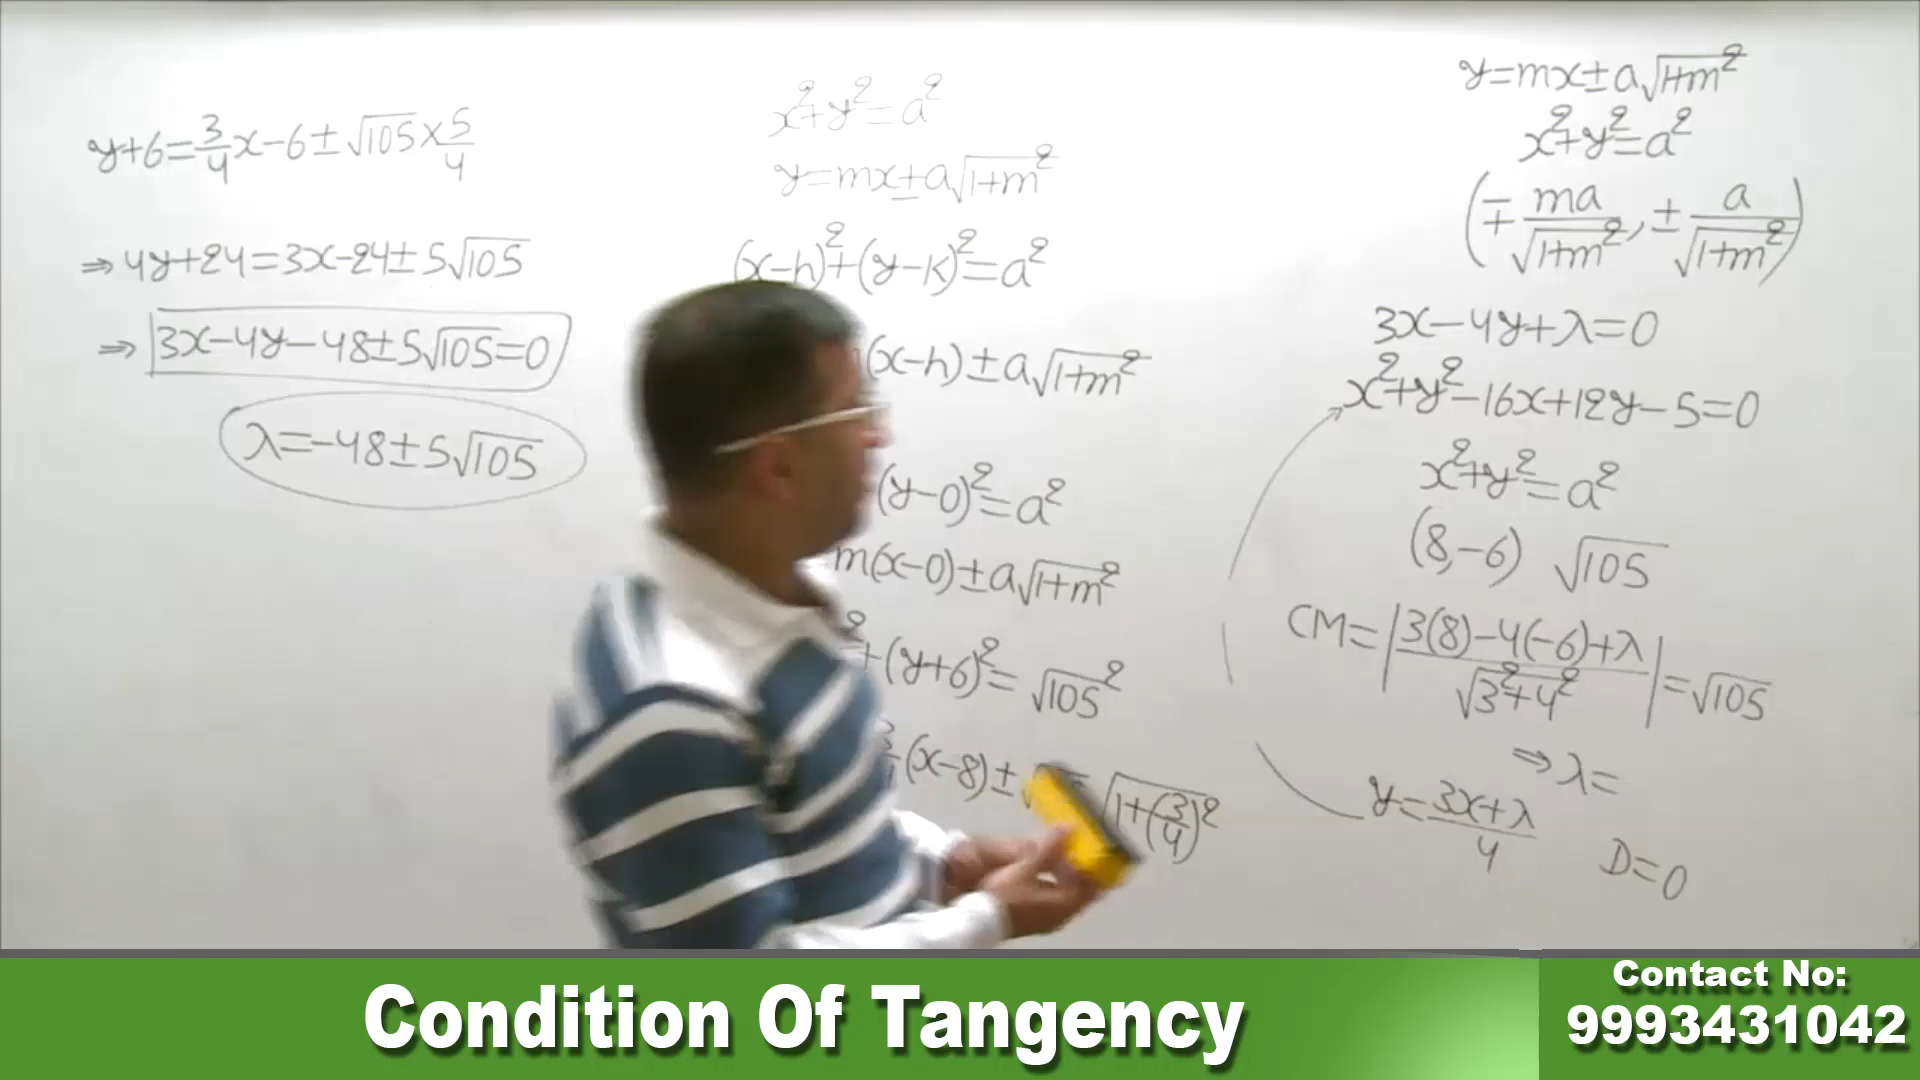 y+6=3/4x-6±√105×5/4
⇒4y+24=3x-24±5√105
⇒3x-4y-48±5√105=0
λ=-48±5√105
x²+y²=a²
y=mx±a√1+m²
(x-h)²+(y-k)²=a²
(x-h)±a√1+m²
(y-0)²=a²
m(x-0)±a√1+m²
+(y+6)²=√105²
(x-8)±√1+(3/4)²
y=mx±a√1+m²
x²+y²=a²
(∓ma/√1+m²,±a/√1+m²)
3x-4y+λ=0
x²+y²-16x+12y-5=0
x²+y²=a²
(8,-6) √105
CM=|3(8)-4(-6)+λ/√3²+4²|=√105
⇒λ=
y=3x+λ/4 D=0
Condition Of Tangency
Contact No:
9993431042